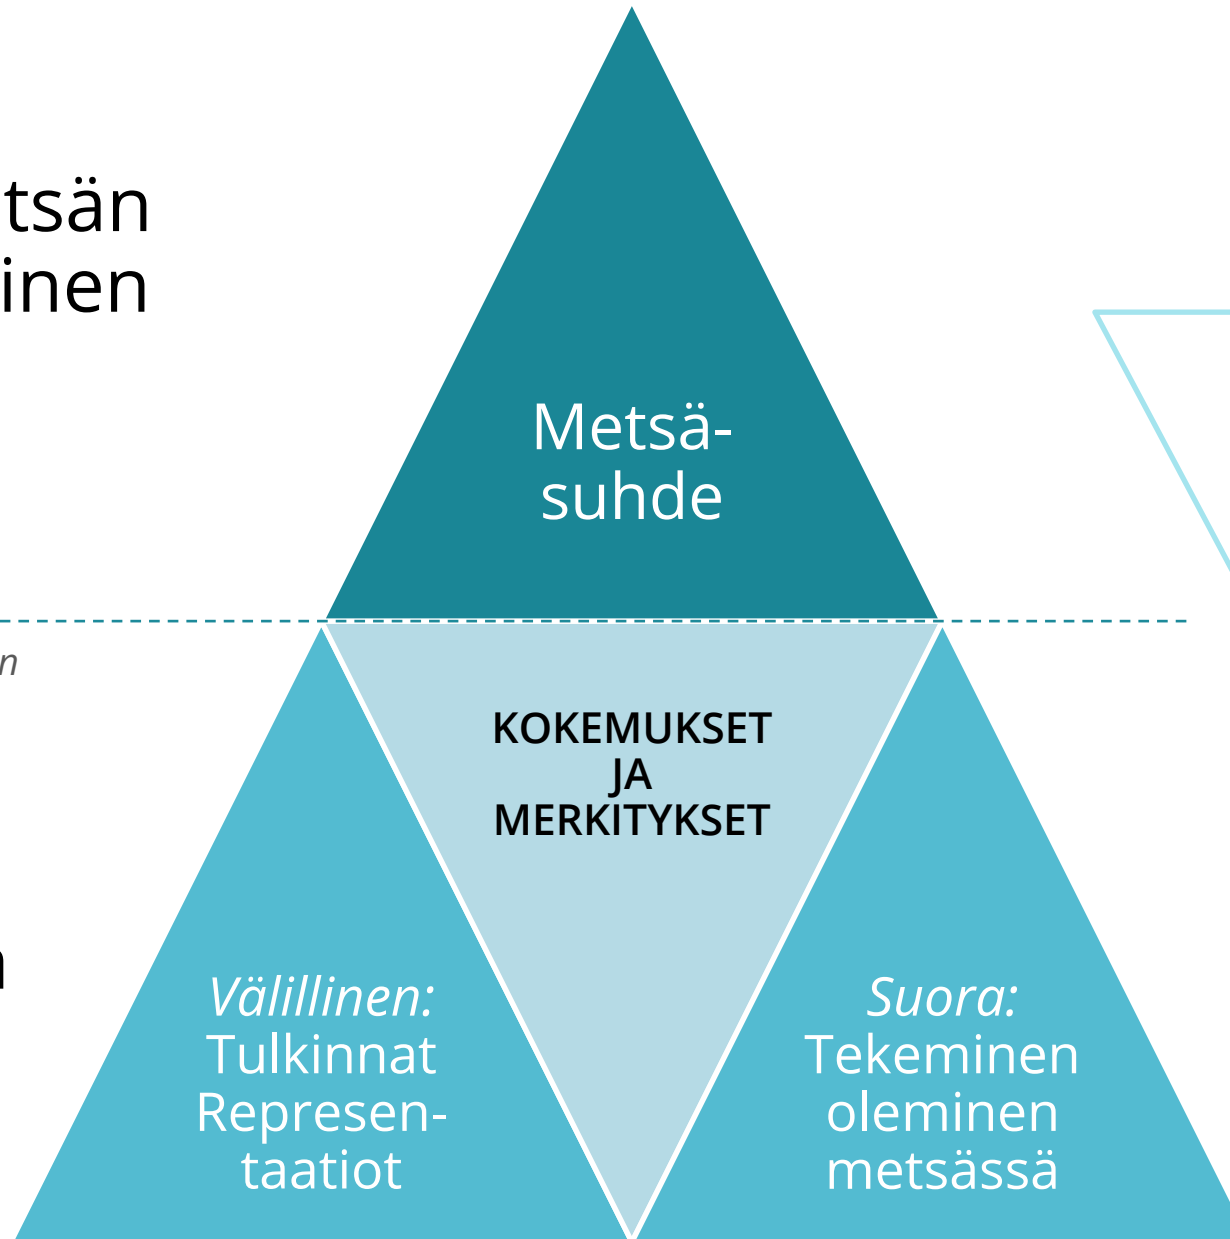 tsän
inen
Metsä-
suhde
n
KOKEMUKSET
JA
MERKITYKSET
Välillinen:
Tulkinnat
Represen-
taatiot
Suora:
Tekeminen
oleminen
metsässä